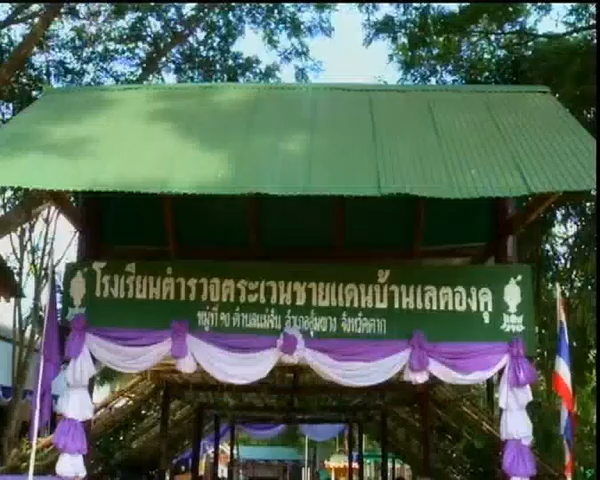 โรงเรียนตำรวจตระเวนชายแดนบ้านเลตองคุ
หมู่ที่ ๑๐ ตำบลแม่จัน อำเภออุ้มผาง จังหวัดตาก